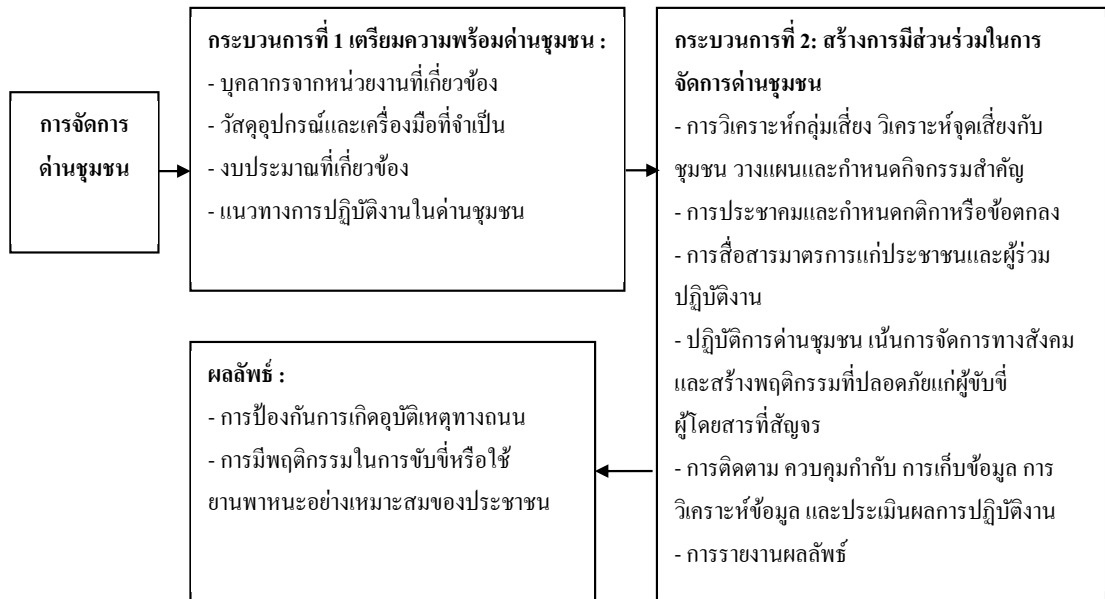 การจัดการ
ด่านชุมชน
กระบวนการที่ 1 เตรียมความพร้อมด่านชุมชน :
- บุคลากรจากหน่วยงานที่เกี่ยวข้อง
- วัสดุอุปกรณ์และเครื่องมือที่จำเป็น
- งบประมาณที่เกี่ยวข้อง
- แนวทางการปฏิบัติงานในด่านชุมชน
กระบวนการที่ 2: สร้างการมีส่วนร่วมในการ
จัดการด่านชุมชน
- การวิเคราะห์กลุ่มเสี่ยง วิเคราะห์จุดเสี่ยงกับ
ชุมชน วางแผนและกำหนดกิจกรรมสำคัญ
- การประชาคมและกำหนดกติกาหรือข้อตกลง
- การสื่อสารมาตรการแก่ประชาชนและผู้ร่วม
ปฏิบัติงาน
- ปฏิบัติการด่านชุมชน เน้นการจัดการทางสังคม
และสร้างพฤติกรรมที่ปลอดภัยแก่ผู้ขับขี่
ผู้โดยสารที่สัญจร
- การติดตาม ควบคุมกำกับ การเก็บข้อมูล การ
วิเคราะห์ข้อมูล และประเมินผลการปฏิบัติงาน
- การรายงานผลลัพธ์
ผลลัพธ์ :
- การป้องกันการเกิดอุบัติเหตุทางถนน
- การมีพฤติกรรมในการขับขี่หรือใช้
ยานพาหนะอย่างเหมาะสมของประชาชน